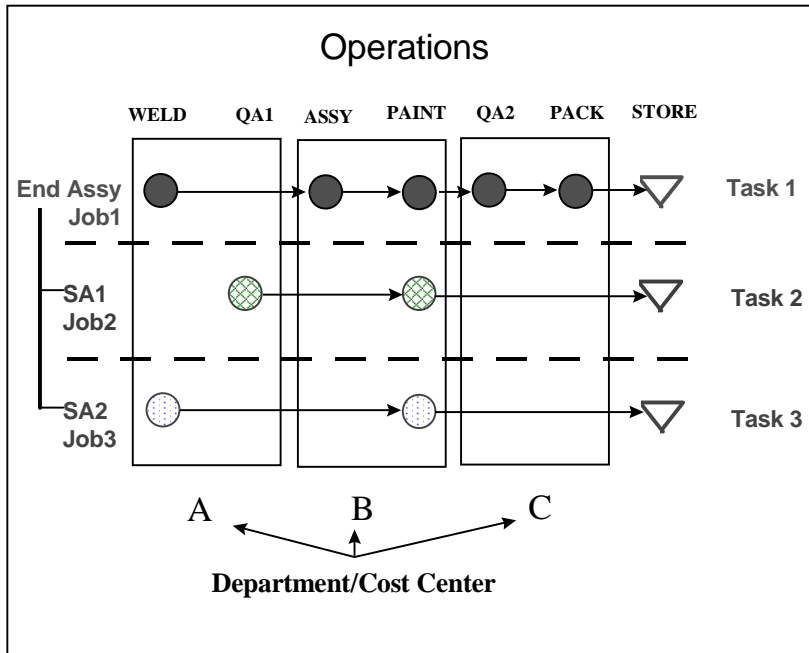 Operations
WELD QA1 ASSY PAINT QA2 PACK STORE
End Assy
Job1
Task 1
SA1
Job2
Task 2
SA2
Job3
Task 3
A B C
Department/Cost Center